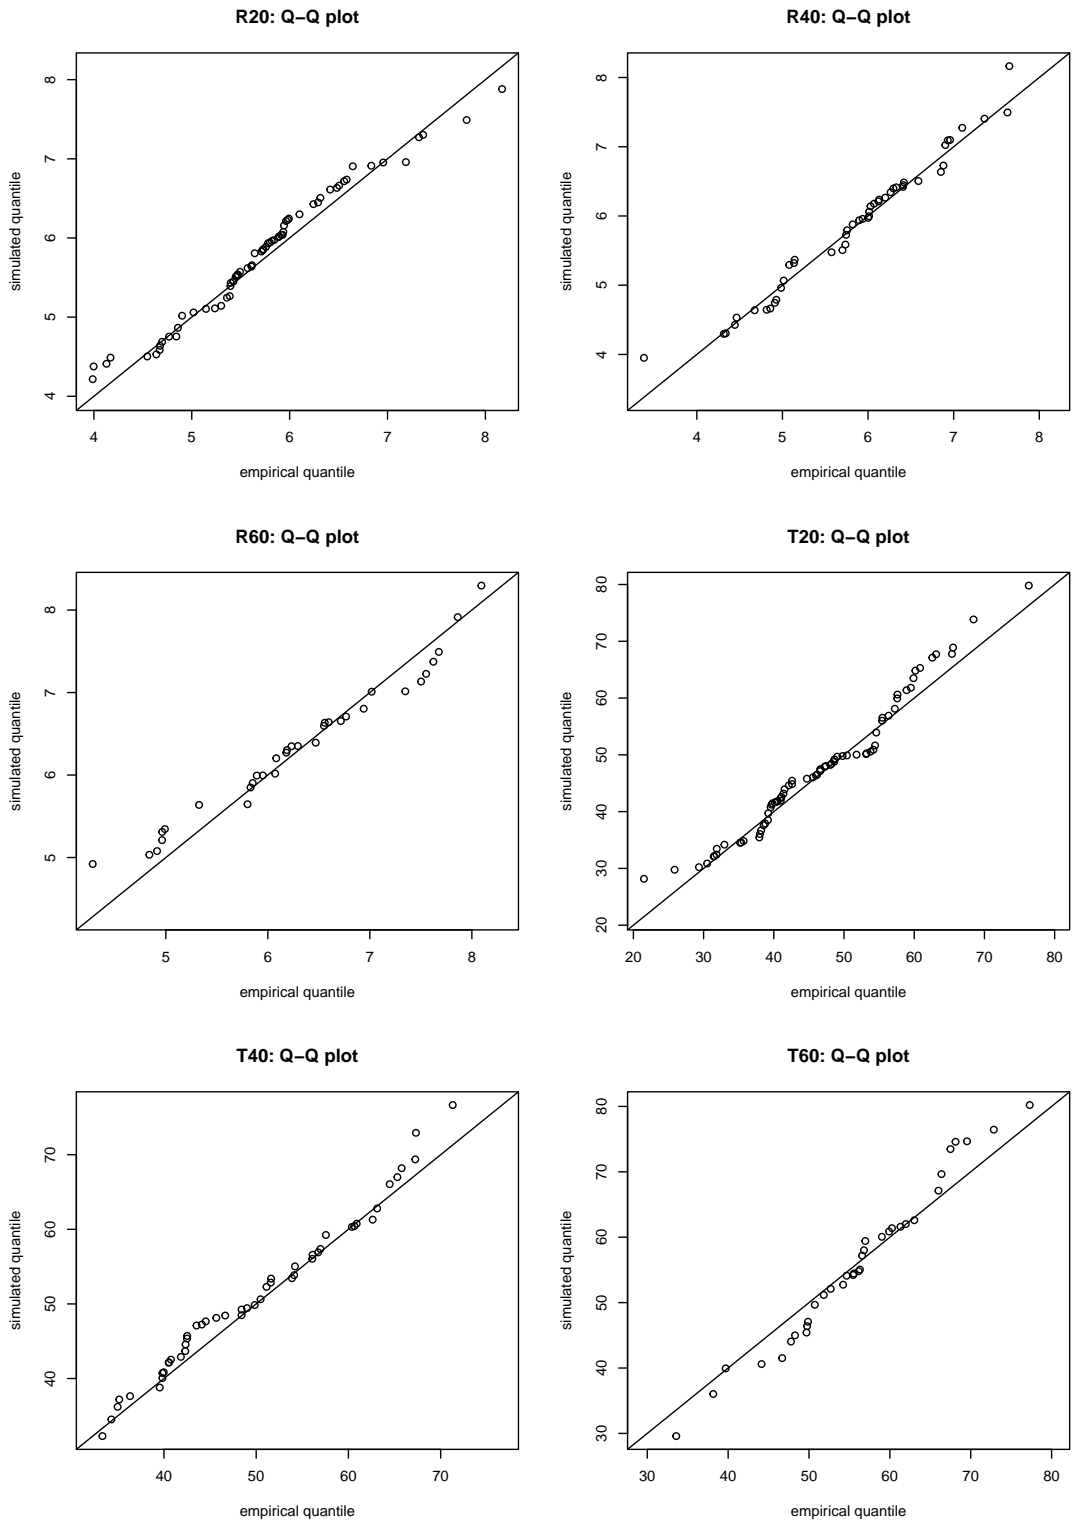 R20: Q−Q plot
simulated quantile
8
7
6
5
4
4 5 6 7 8
empirical quantile
R40: Q−Q plot
simulated quantile
8
7
6
5
4
4 5 6 7 8
empirical quantile
R60: Q−Q plot
simulated quantile
8
7
6
5
5 6 7 8
empirical quantile
T20: Q−Q plot
simulated quantile
80
70
60
50
40
30
20
20 30 40 50 60 70 80
empirical quantile
T40: Q−Q plot
simulated quantile
70
60
50
40
40 50 60 70
empirical quantile
T60: Q−Q plot
simulated quantile
80
70
60
50
40
30
30 40 50 60 70 80
empirical quantile